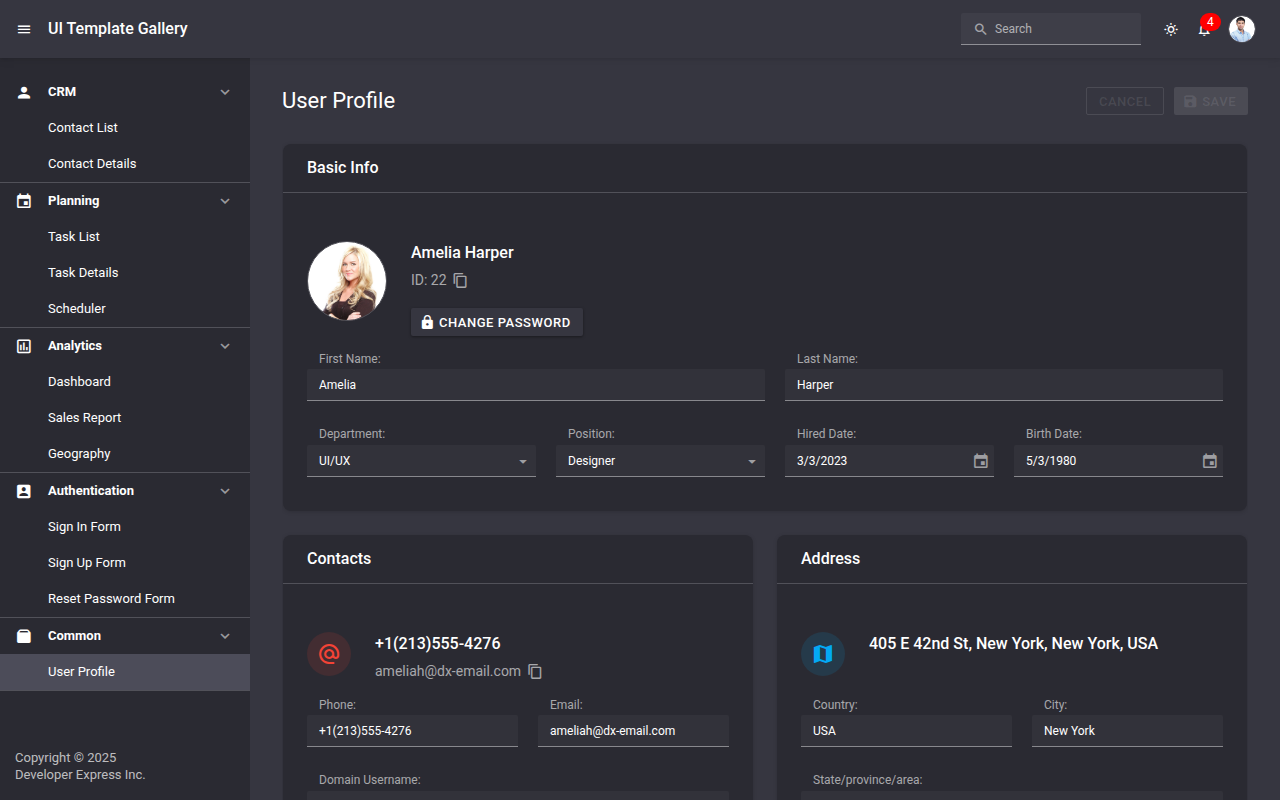 UI Template Gallery
Search
4
CRM
Contact List
Contact Details
Planning
Task List
Task Details
Scheduler
Analytics
Dashboard
Sales Report
Geography
Authentication
Sign In Form
Sign Up Form
Reset Password Form
Common
User Profile
Copyright © 2025
Developer Express Inc.
User Profile
CANCEL SAVE
Basic Info
Amelia Harper
ID: 22
CHANGE PASSWORD
First Name: Last Name:
Amelia Harper
Department: Position: Hired Date: Birth Date:
UI/UX Designer 3/3/2023 5/3/1980
Contacts
+1(213)555-4276
ameliah@dx-email.com
Phone: Email:
+1(213)555-4276 ameliah@dx-email.com
Domain Username:
Address
405 E 42nd St, New York, New York, USA
Country: City:
USA New York
State/province/area: